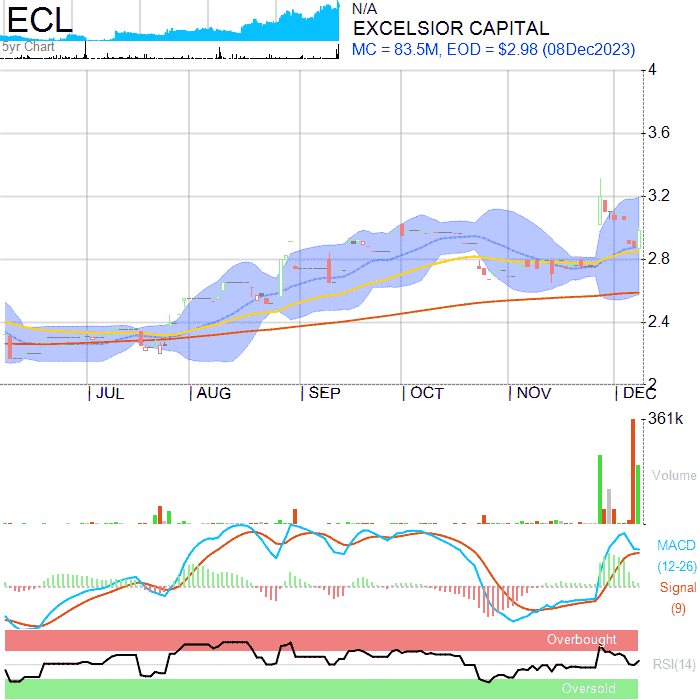 ECL
5yr Chart
N/A
EXCELSIOR CAPITAL
MC = 83.5M, EOD = $2.98 (08Dec2023)
4
3.6
3.2
2.8
2.4
2
JUL
AUG
SEP
OCT
NOV
DEC
361k
Volume
MACD
(12-26)
Signal
(9)
Overbought
RSI(14)
Oversold